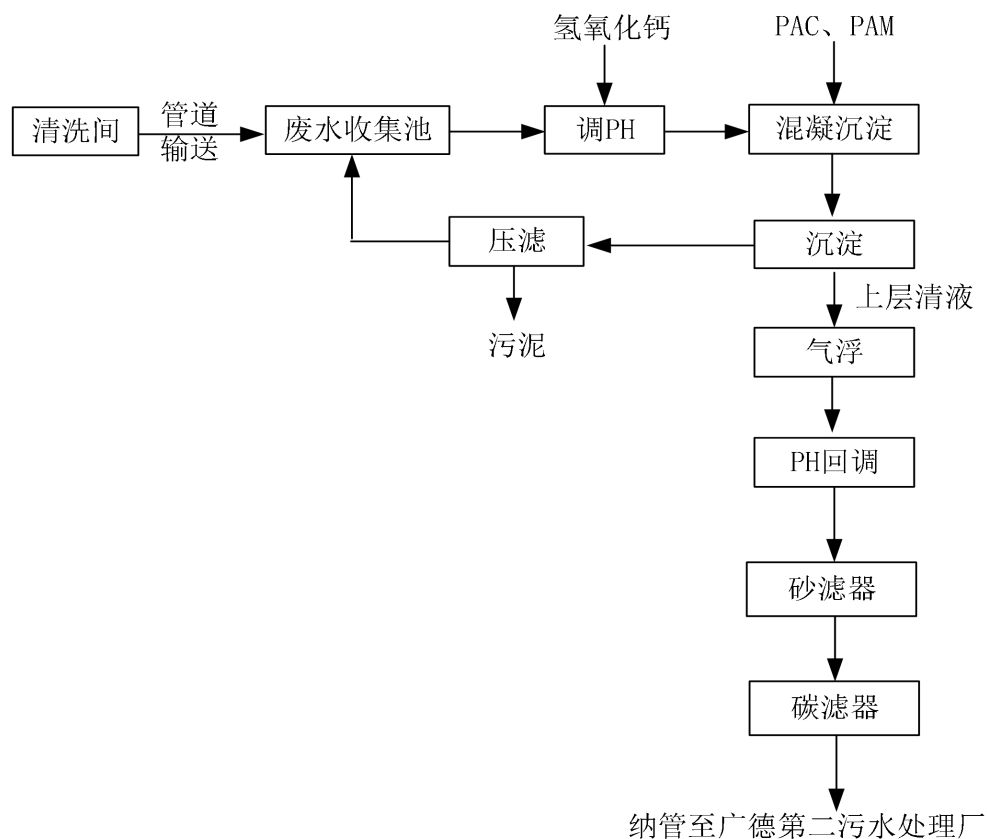 氢氧化钙
PAC、PAM
清洗间
管道
输送
废水收集池
调PH
混凝沉淀
压滤
沉淀
上层清液
污泥
气浮
PH回调
砂滤器
碳滤器
纳管至广德第二污水处理厂